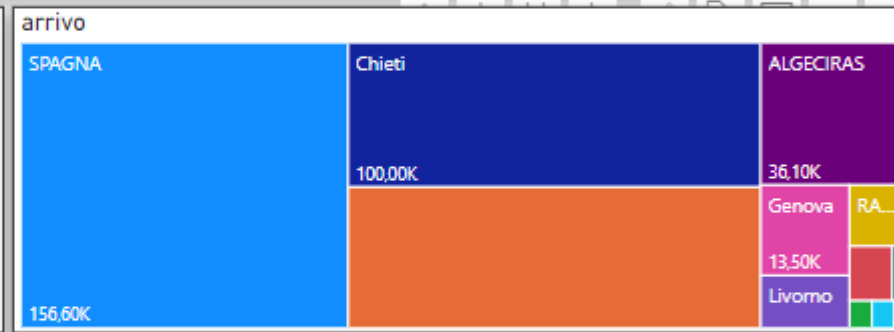 arrivo
SPAGNA
156,60K
Chieti
100,00K
ALGECIRAS
36,10K
Genova
13,50K
RA...
Livorno